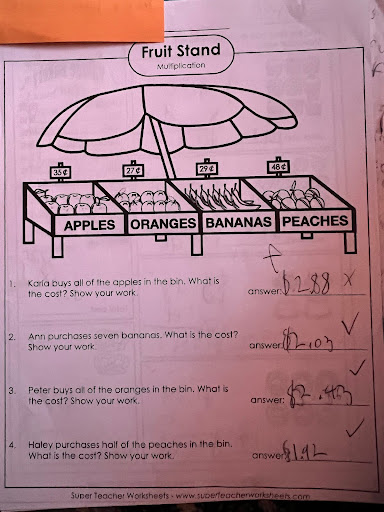 Fruit Stand
Multiplication
35¢ 27¢ 29¢ 48¢
APPLES ORANGES BANANAS PEACHES
1. Karla buys all of the apples in the bin. What is
the cost? Show your work. answer: $2.88 x
2. Ann purchases seven bananas. What is the cost?
Show your work. answer: $2.03 ✓
3. Peter buys all of the oranges in the bin. What is
the cost? Show your work. answer: $2.43 ✓
4. Haley purchases half of the peaches in the bin.
What is the cost? Show your work. answer: $1.92 ✓
Super Teacher Worksheets - www.superteacherworksheets.com